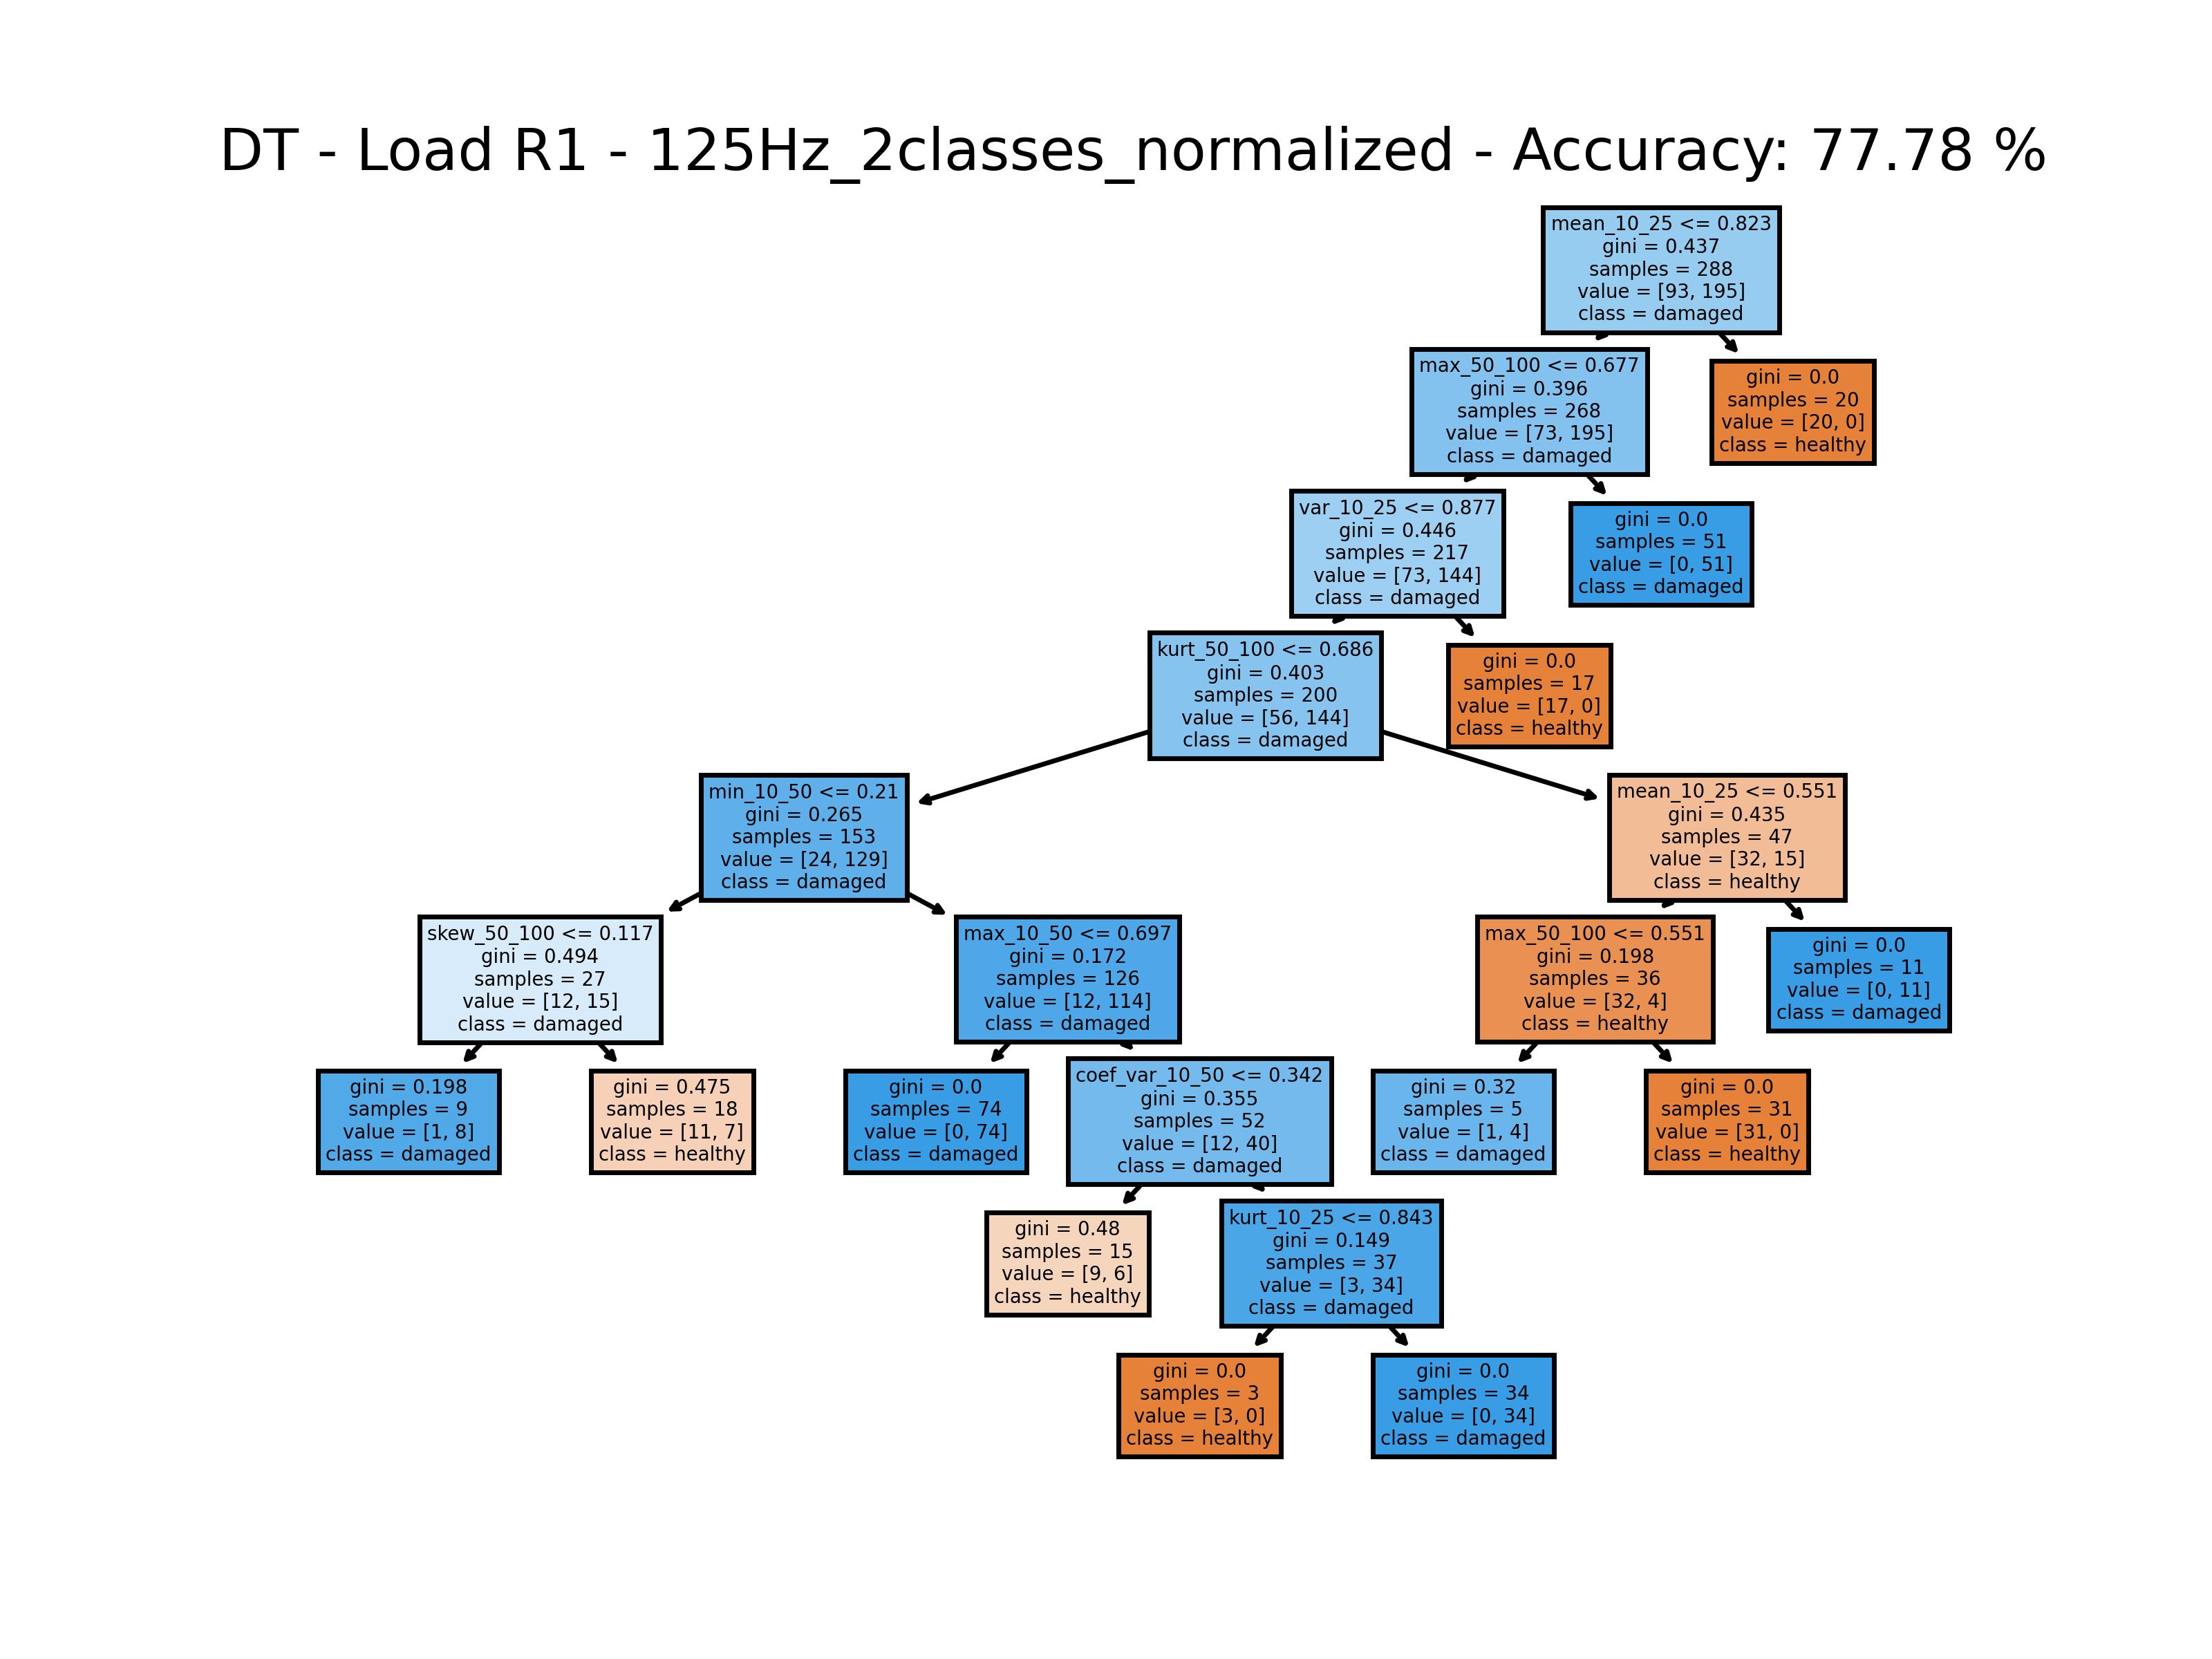 DT - Load R1 - 125Hz_2classes_normalized - Accuracy: 77.78 %
mean_10_25 <= 0.823
gini = 0.437
samples = 288
value = [93, 195]
class = damaged
max_50_100 <= 0.677
gini = 0.396
samples = 268
value = [73, 195]
class = damaged
gini = 0.0
samples = 20
value = [20, 0]
class = healthy
var_10_25 <= 0.877
gini = 0.446
samples = 217
value = [73, 144]
class = damaged
gini = 0.0
samples = 51
value = [0, 51]
class = damaged
kurt_50_100 <= 0.686
gini = 0.403
samples = 200
value = [56, 144]
class = damaged
gini = 0.0
samples = 17
value = [17, 0]
class = healthy
min_10_50 <= 0.21
gini = 0.265
samples = 153
value = [24, 129]
class = damaged
mean_10_25 <= 0.551
gini = 0.435
samples = 47
value = [32, 15]
class = healthy
skew_50_100 <= 0.117
gini = 0.494
samples = 27
value = [12, 15]
class = damaged
max_10_50 <= 0.697
gini = 0.172
samples = 126
value = [12, 114]
class = damaged
max_50_100 <= 0.551
gini = 0.198
samples = 36
value = [32, 4]
class = healthy
gini = 0.0
samples = 11
value = [0, 11]
class = damaged
gini = 0.198
samples = 9
value = [1, 8]
class = damaged
gini = 0.475
samples = 18
value = [11, 7]
class = healthy
gini = 0.0
samples = 74
value = [0, 74]
class = damaged
coef_var_10_50 <= 0.342
gini = 0.355
samples = 52
value = [12, 40]
class = damaged
gini = 0.32
samples = 5
value = [1, 4]
class = damaged
gini = 0.0
samples = 31
value = [31, 0]
class = healthy
gini = 0.48
samples = 15
value = [9, 6]
class = healthy
kurt_10_25 <= 0.843
gini = 0.149
samples = 37
value = [3, 34]
class = damaged
gini = 0.0
samples = 3
value = [3, 0]
class = healthy
gini = 0.0
samples = 34
value = [0, 34]
class = damaged